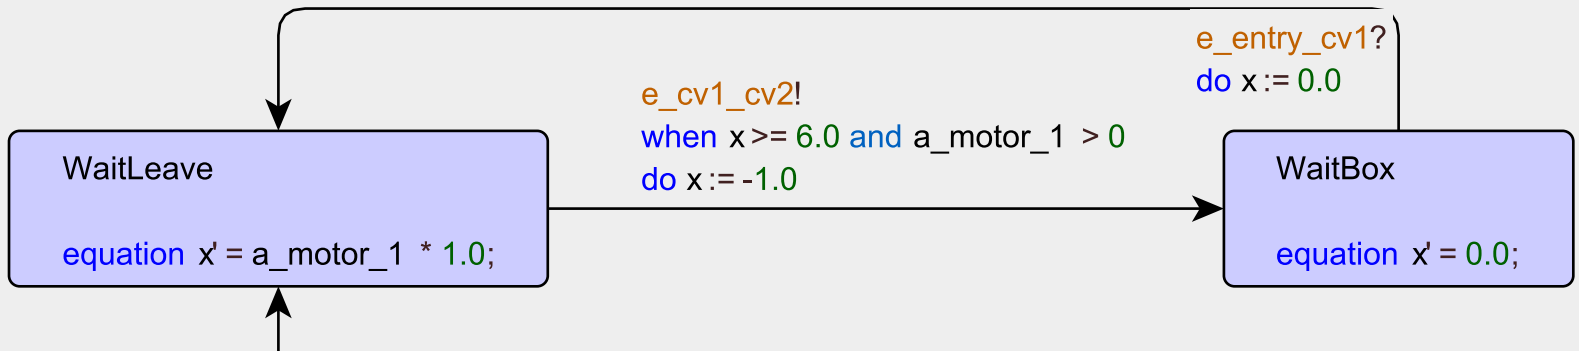 e_entry_cv1?
do x := 0.0
e_cv1_cv2!
when x >= 6.0 and a_motor_1 > 0
do x := -1.0
WaitLeave
equation x' = a_motor_1 * 1.0;
WaitBox
equation x' = 0.0;